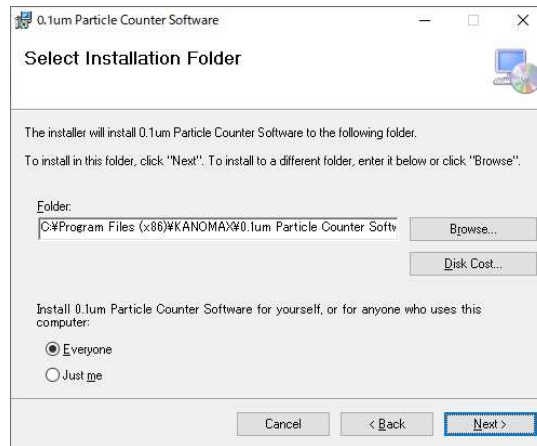 0.1um Particle Counter Software
Select Installation Folder
The installer will install 0.1um Particle Counter Software to the following folder.
To install in this folder, click "Next". To install to a different folder, enter it below or click "Browse".
Folder:
C:¥Program Files (x86)¥KANOMAX¥0.1um Particle Counter Softw
Browse...
Disk Cost...
Install 0.1um Particle Counter Software for yourself, or for anyone who uses this
computer:
Everyone
Just me
Cancel
< Back
Next >